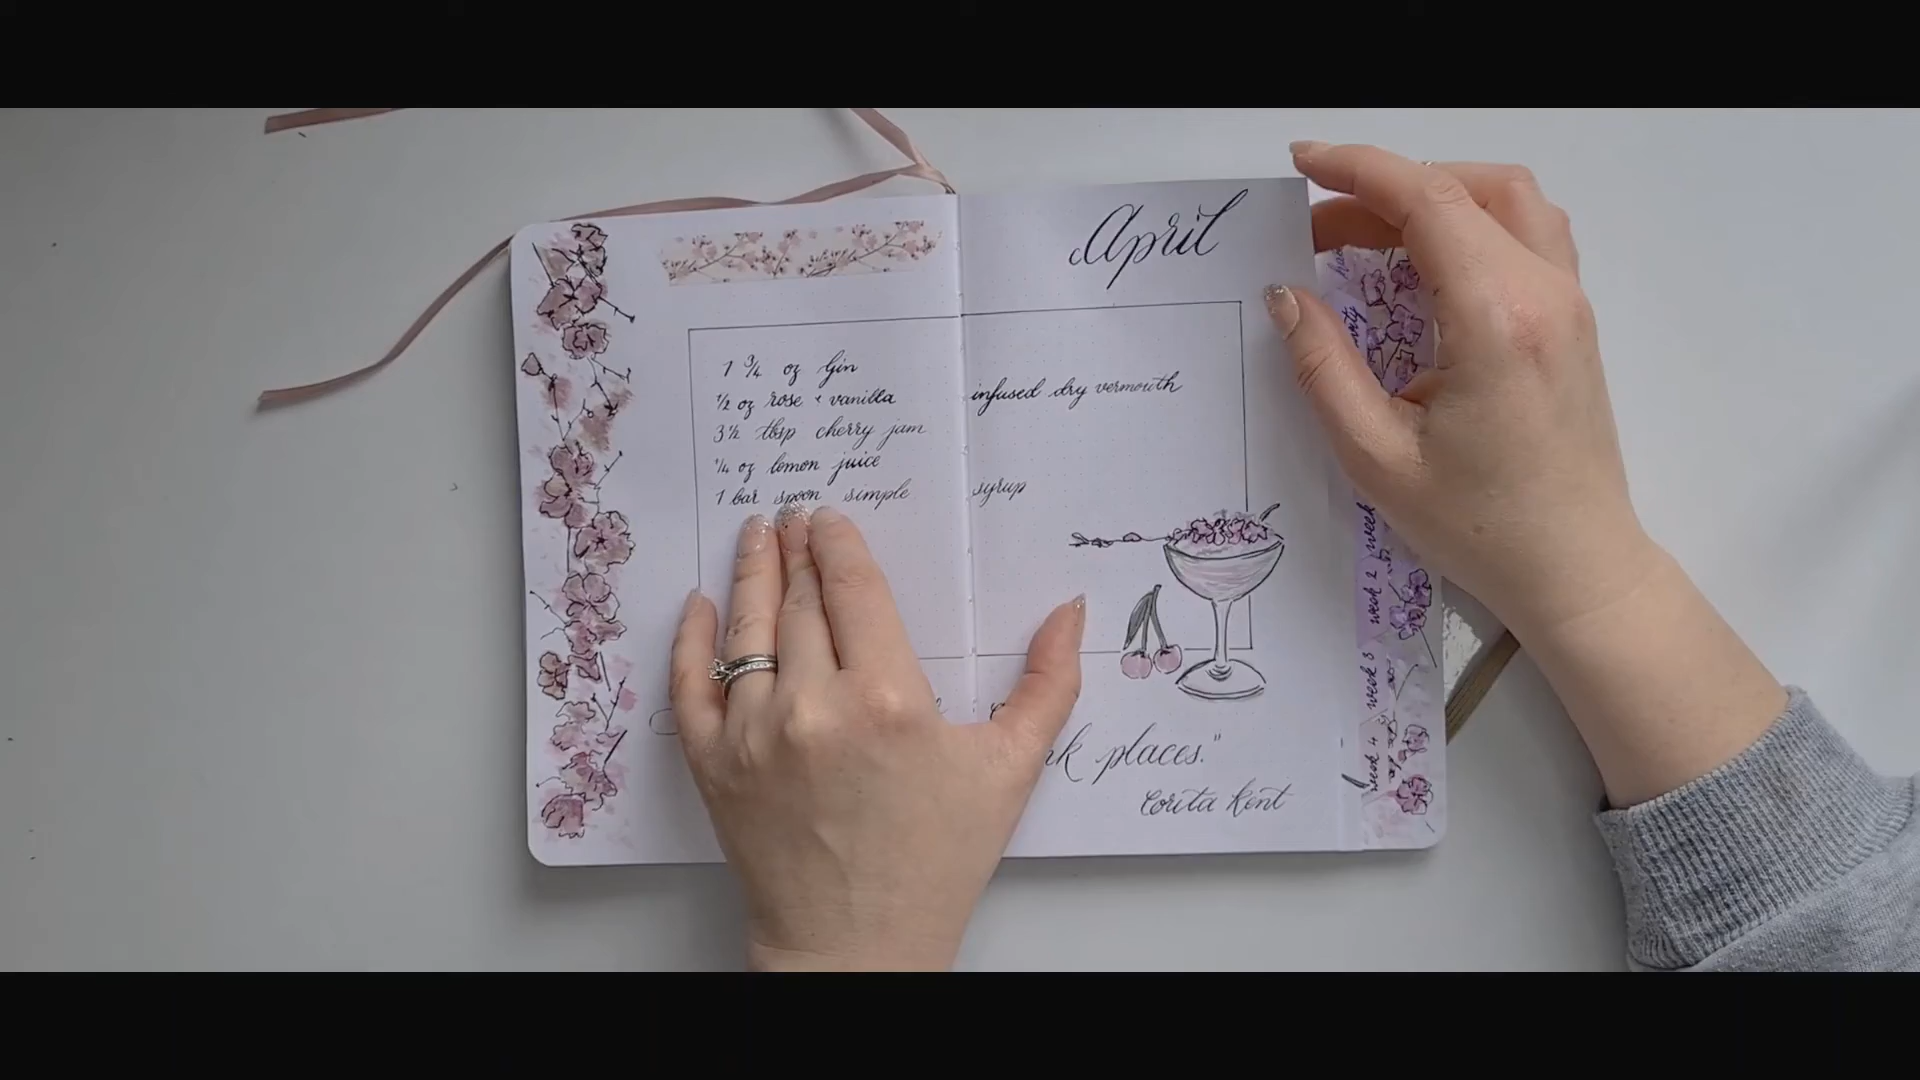 April
1 3/4 oz Gin
1/2 oz rose + vanilla infused dry vermouth
3 1/2 tbsp cherry jam
1/4 oz lemon juice
1 bar spoon simple syrup
places."
Corita Kent
week
week 2
week 3
week 4